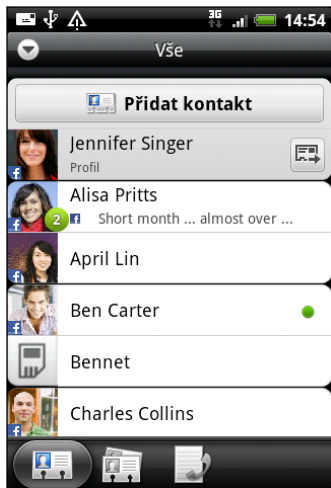 3G
14:54
Vše
Přidat kontakt
Jennifer Singer
Profil
Alisa Pritts
2
Short month ... almost over ...
April Lin
Ben Carter
Bennet
Charles Collins